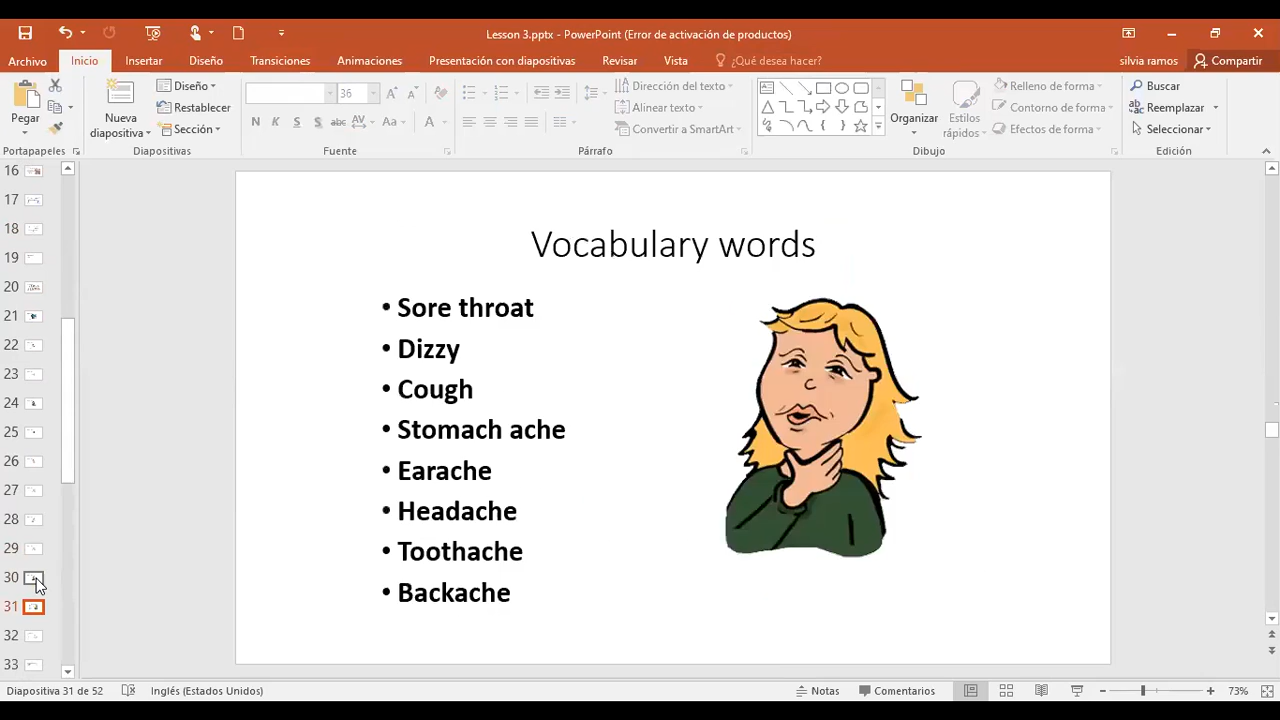 Lesson 3.pptx - PowerPoint (Error de activación de productos)
Archivo Inicio Insertar Diseño Transiciones Animaciones Presentación con diapositivas Revisar Vista ¿Qué desea hacer? silvia ramos Compartir
Pegar
Portapapeles
Nueva diapositiva
Diseño
Restablecer
Sección
Diapositivas
36
N K S S abc AV Aa A
Fuente
Dirección del texto
Alinear texto
Convertir a SmartArt
Párrafo
Organizar
Estilos rápidos
Relleno de forma
Contorno de forma
Efectos de forma
Dibujo
Buscar
Reemplazar
Seleccionar
Edición
16
17
18
19
20
21
22
23
24
25
26
27
28
29
30
31
32
33
Vocabulary words
• Sore throat
• Dizzy
• Cough
• Stomach ache
• Earache
• Headache
• Toothache
• Backache
Diapositiva 31 de 52 Inglés (Estados Unidos) Notas Comentarios 73%